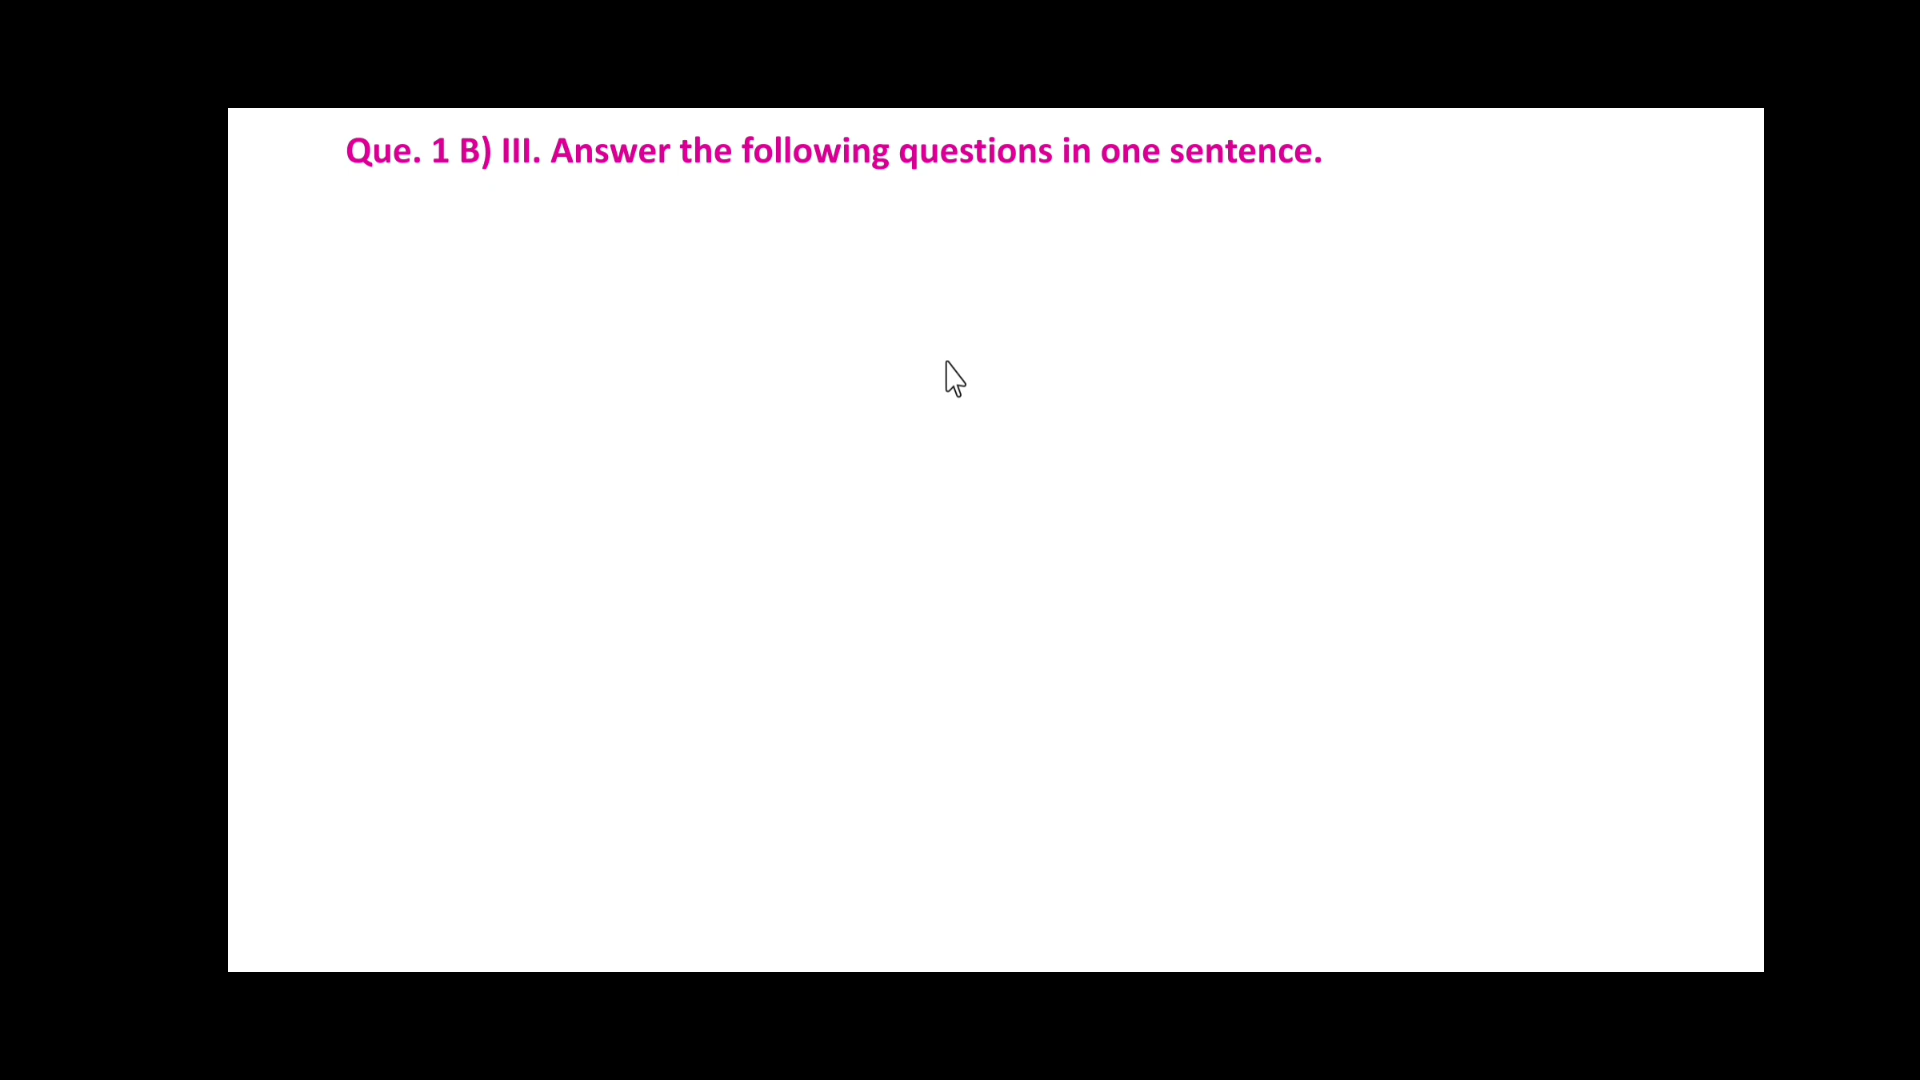 Que. 1 B) III. Answer the following questions in one sentence.